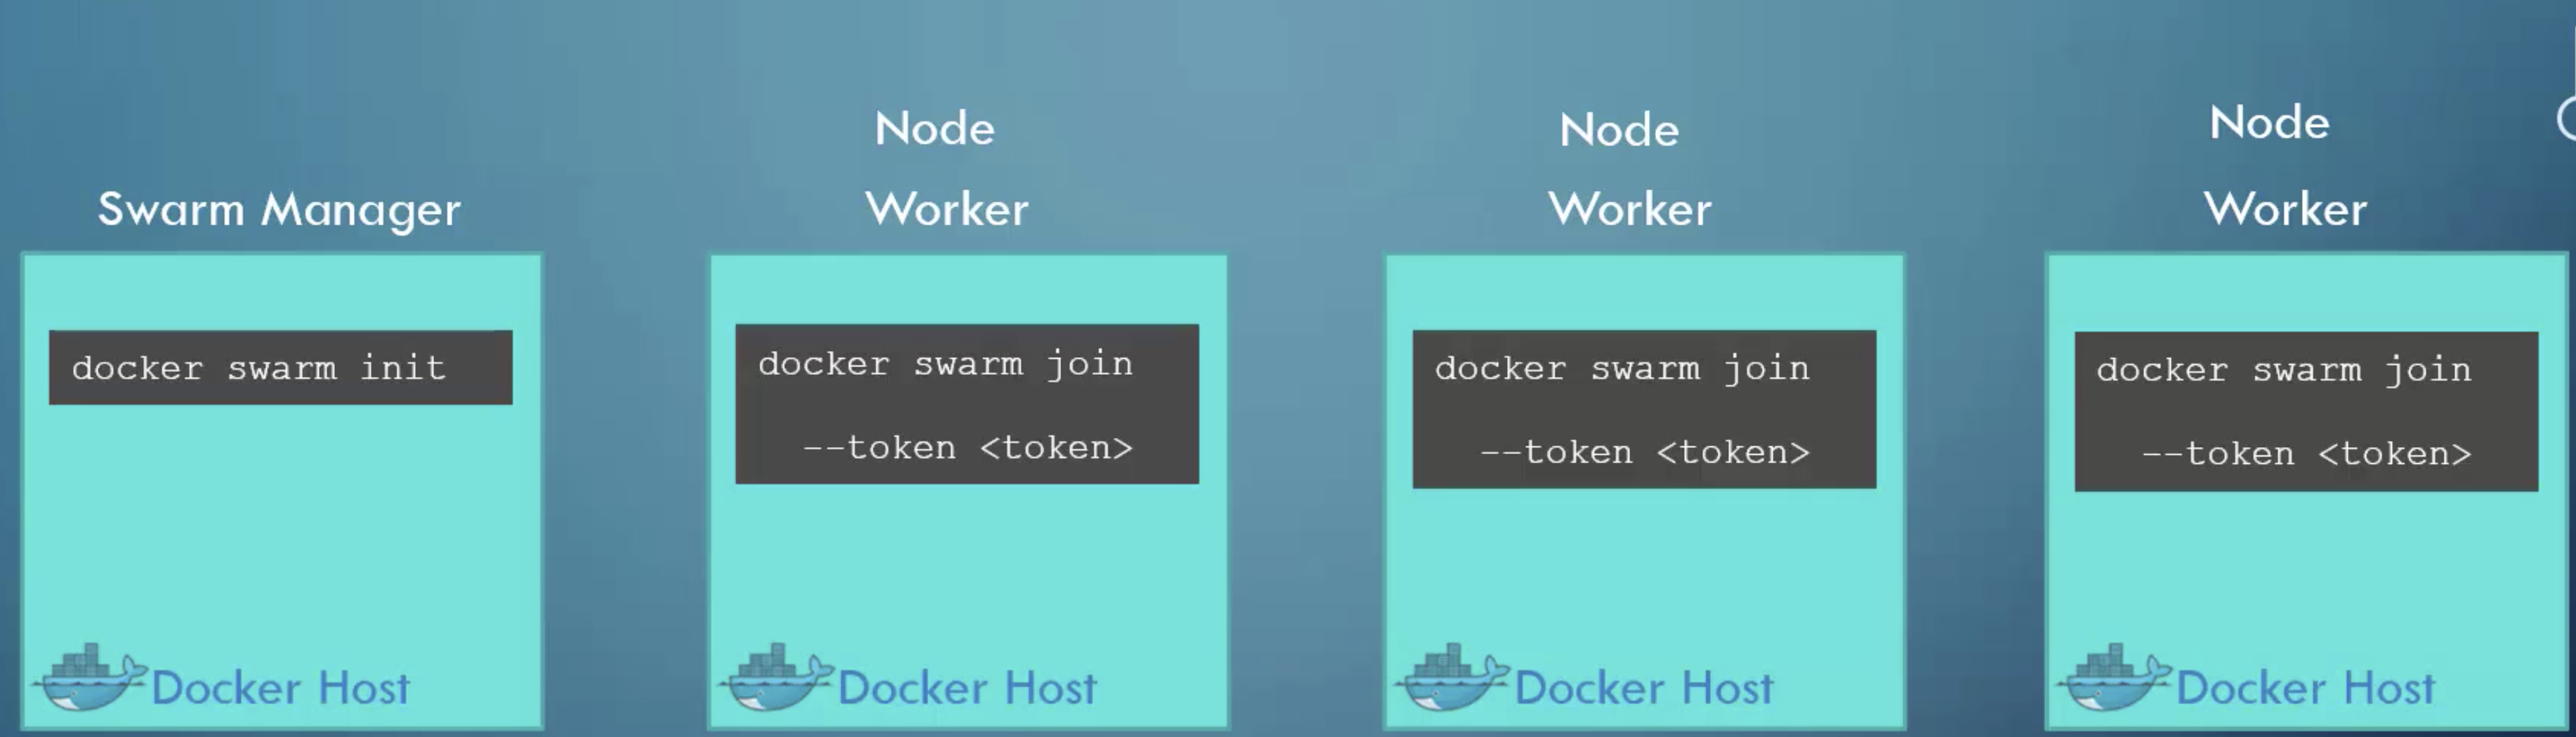 Swarm Manager
docker swarm init
Docker Host
Node
Worker
docker swarm join
--token <token>
Docker Host
Node
Worker
docker swarm join
--token <token>
Docker Host
Node
Worker
docker swarm join
--token <token>
Docker Host